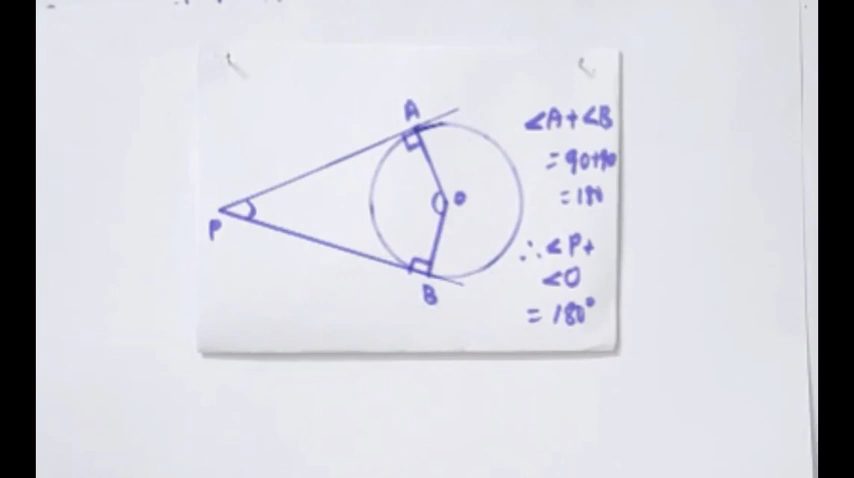 A
P
O
B
∠A+∠B
=90+90
=180
∴∠P+
∠O
=180°